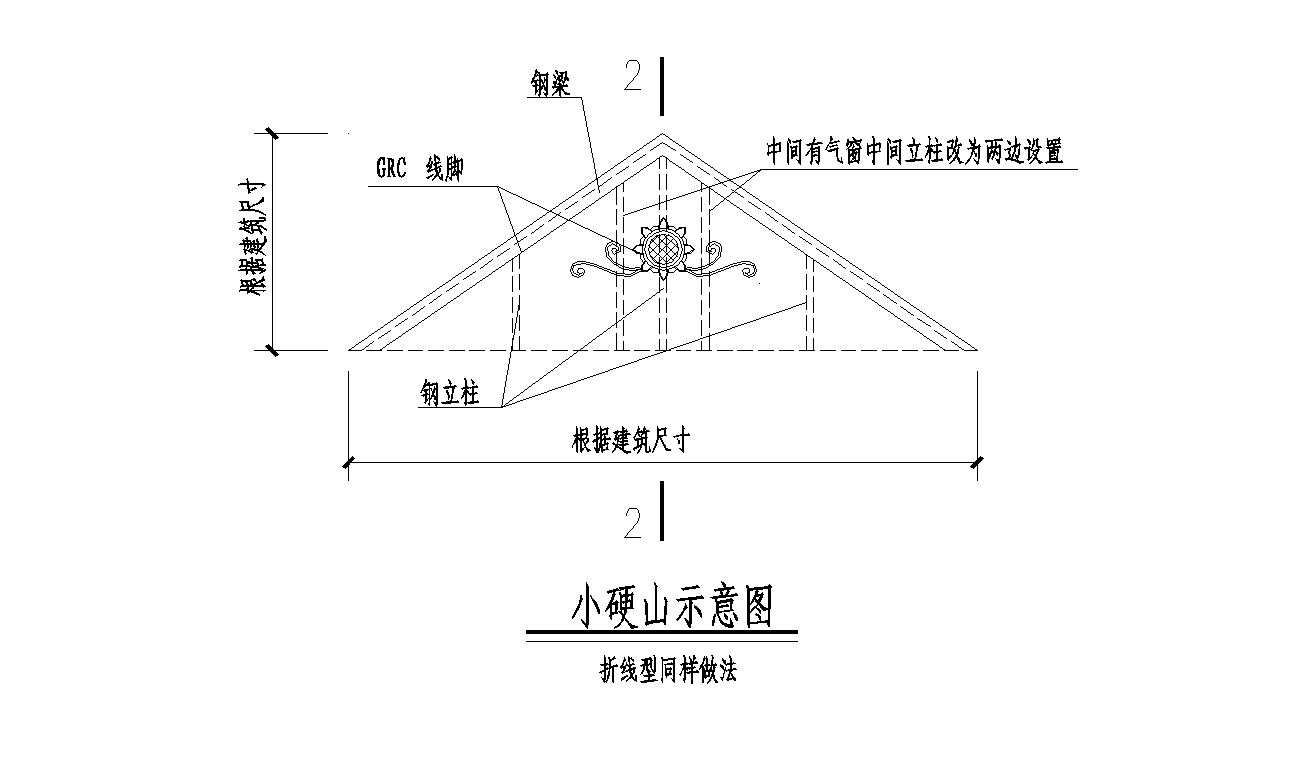 2
钢梁
中间有气窗中间立柱改为两边设置
GRC 线脚
根据建筑尺寸
钢立柱
根据建筑尺寸
2
小硬山示意图
折线型同样做法